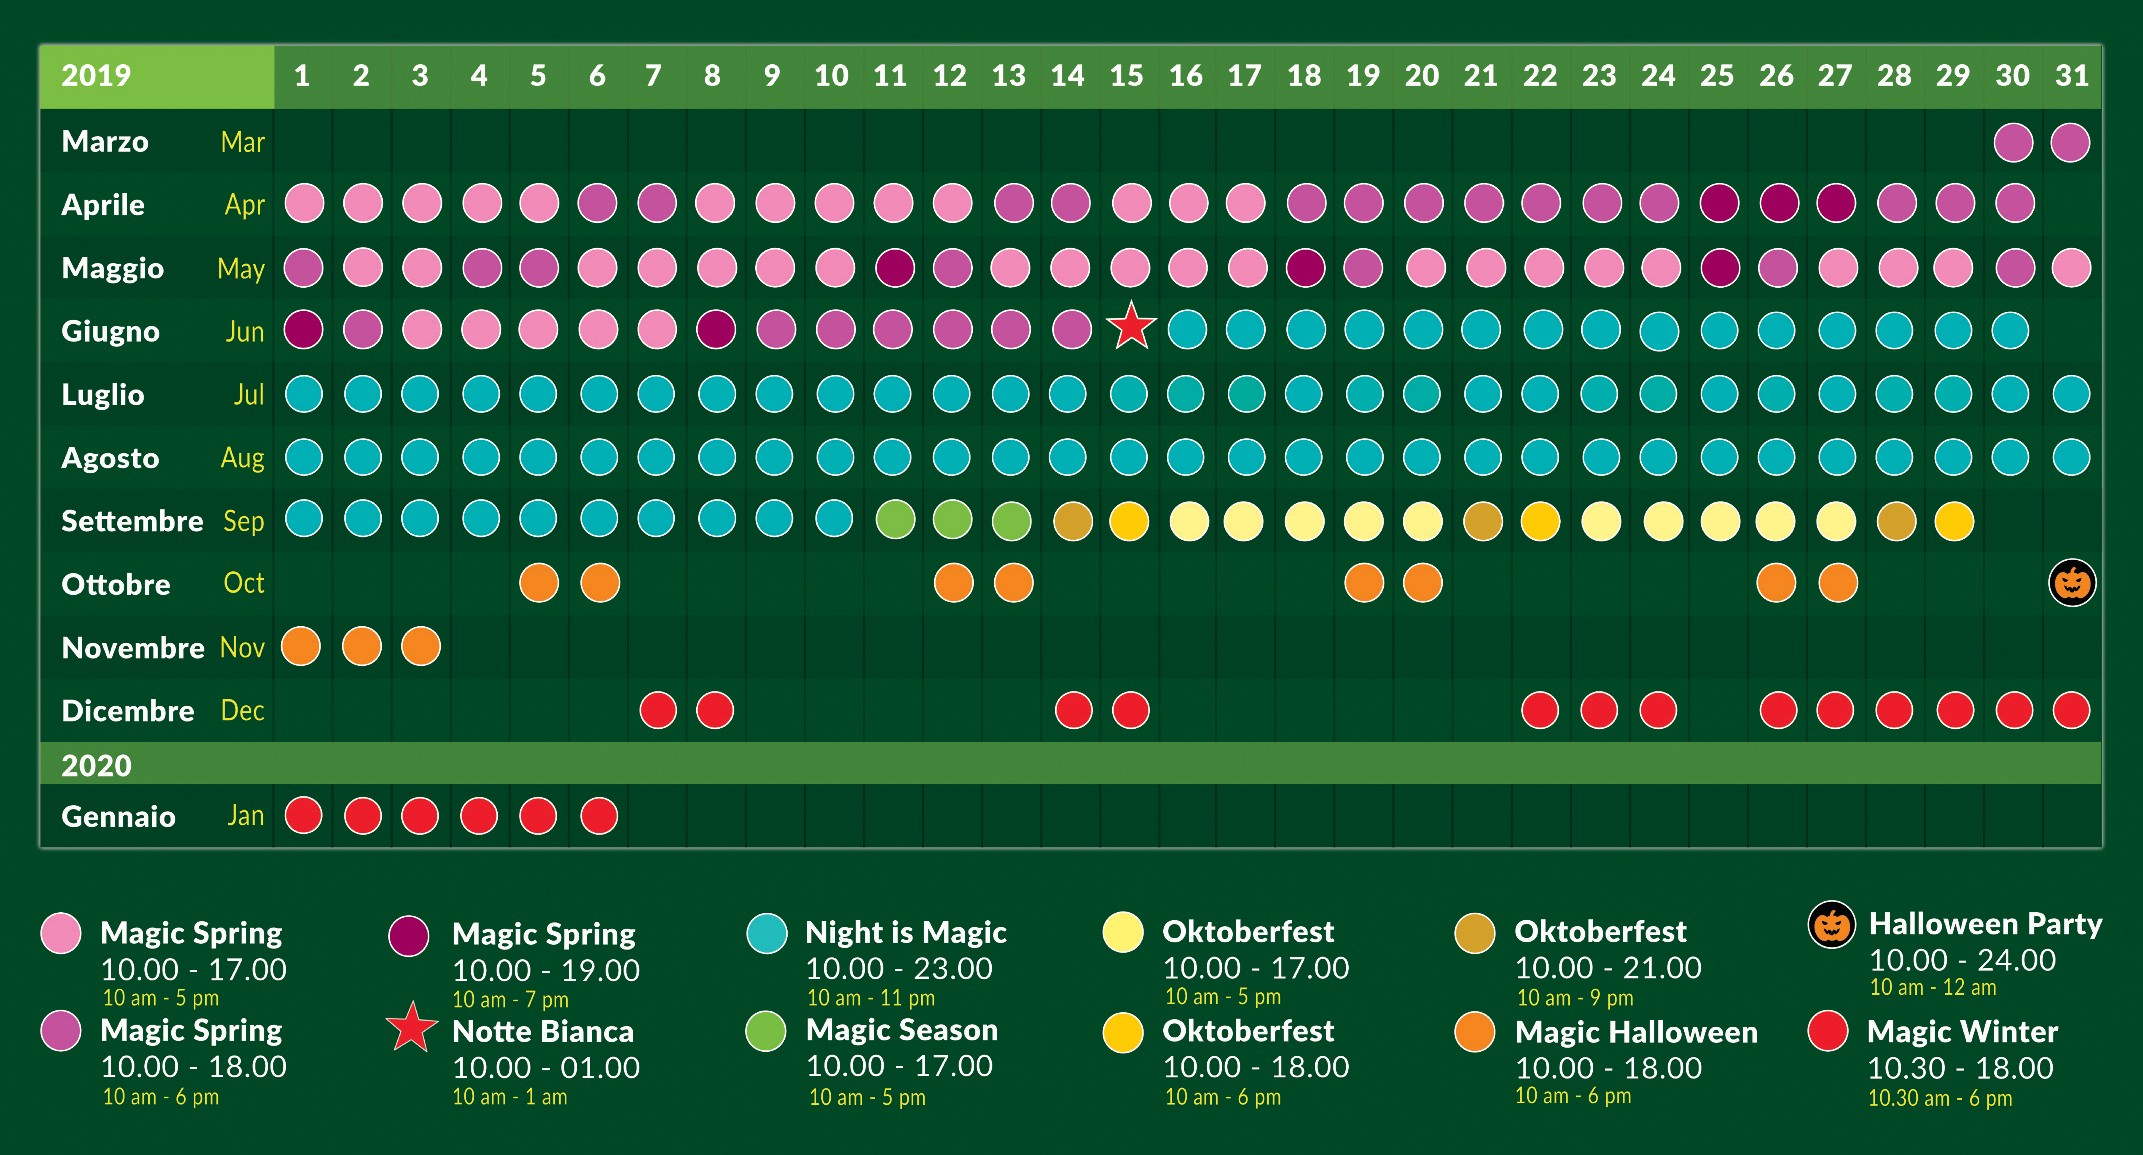 2019 1 2 3 4 5 6 7 8 9 10 11 12 13 14 15 16 17 18 19 20 21 22 23 24 25 26 27 28 29 30 31
Marzo Mar
Aprile Apr
Maggio May
Giugno Jun
Luglio Jul
Agosto Aug
Settembre Sep
Ottobre Oct
Novembre Nov
Dicembre Dec
2020
Gennaio Jan
Magic Spring
10.00 - 17.00
10 am - 5 pm
Magic Spring
10.00 - 18.00
10 am - 6 pm
Magic Spring
10.00 - 19.00
10 am - 7 pm
Notte Bianca
10.00 - 01.00
10 am - 1 am
Night is Magic
10.00 - 23.00
10 am - 11 pm
Magic Season
10.00 - 17.00
10 am - 5 pm
Oktoberfest
10.00 - 17.00
10 am - 5 pm
Oktoberfest
10.00 - 18.00
10 am - 6 pm
Oktoberfest
10.00 - 21.00
10 am - 9 pm
Magic Halloween
10.00 - 18.00
10 am - 6 pm
Halloween Party
10.00 - 24.00
10 am - 12 am
Magic Winter
10.30 - 18.00
10.30 am - 6 pm